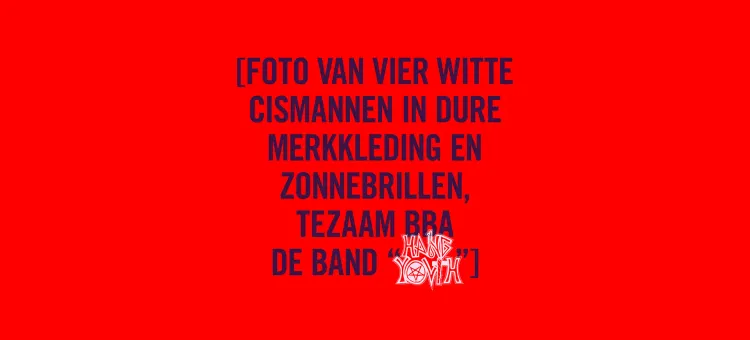 [FOTO VAN VIER WITTE
CISMANNEN IN DURE
MERKKLEDING EN
ZONNEBRILLEN,
TEZAAM BBA
DE BAND “HANG
YOUTH”]